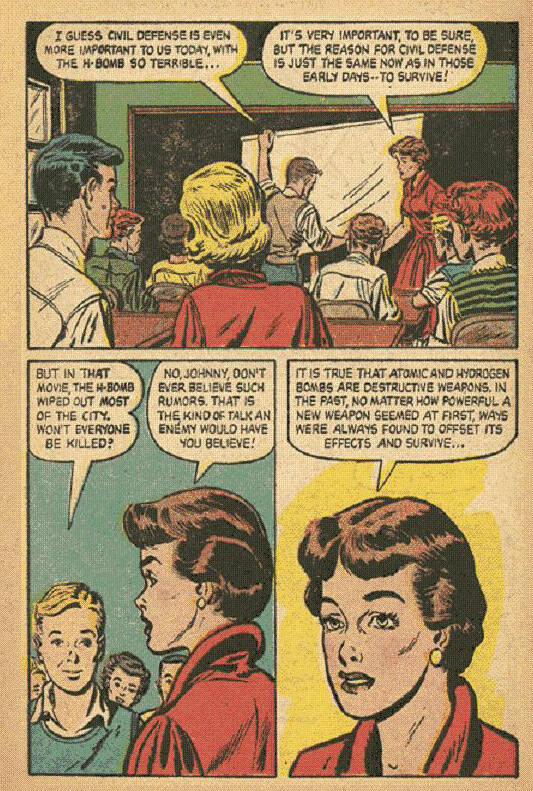 I GUESS CIVIL DEFENSE IS EVEN
MORE IMPORTANT TO US TODAY, WITH
THE H-BOMB SO TERRIBLE...
IT'S VERY IMPORTANT, TO BE SURE,
BUT THE REASON FOR CIVIL DEFENSE
IS JUST THE SAME NOW AS IN THOSE
EARLY DAYS--TO SURVIVE!
BUT IN THAT
MOVIE, THE H-BOMB
WIPED OUT MOST
OF THE CITY.
WON'T EVERYONE
BE KILLED?
NO, JOHNNY, DON'T
EVER BELIEVE SUCH
RUMORS. THAT IS
THE KIND OF TALK AN
ENEMY WOULD HAVE
YOU BELIEVE!
IT IS TRUE THAT ATOMIC AND HYDROGEN
BOMBS ARE DESTRUCTIVE WEAPONS. IN
THE PAST, NO MATTER HOW POWERFUL A
NEW WEAPON SEEMED AT FIRST, WAYS
WERE ALWAYS FOUND TO OFFSET ITS
EFFECTS AND SURVIVE...